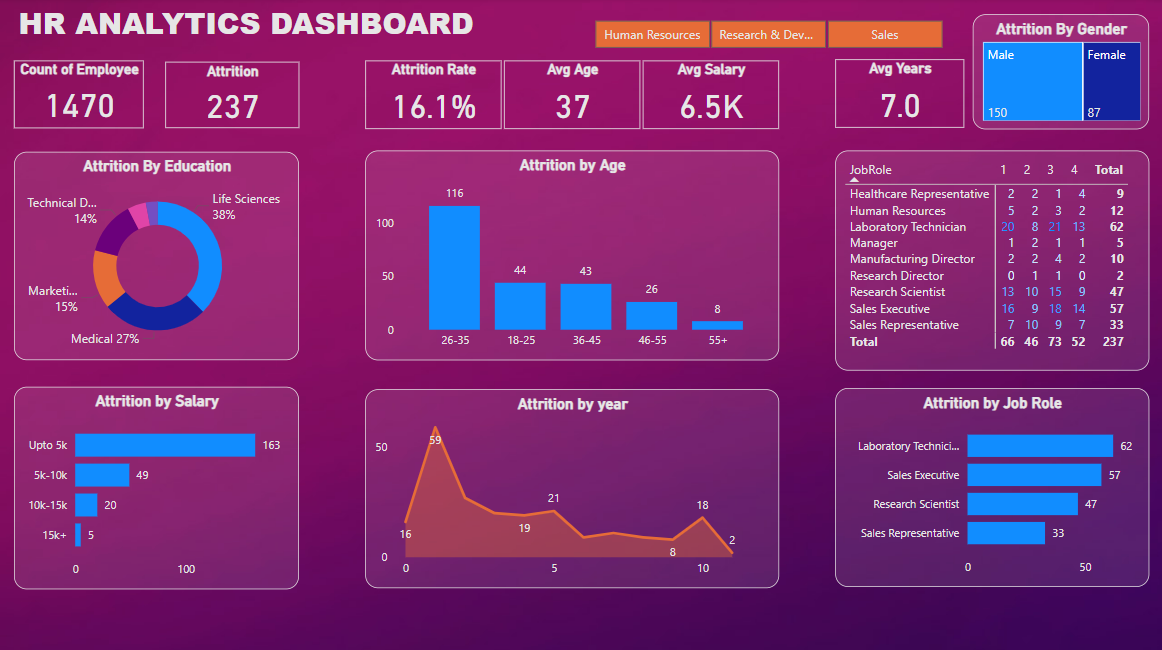 HR ANALYTICS DASHBOARD
Human Resources
Research & Dev...
Sales
Attrition By Gender
Male
150
Female
87
Count of Employee
1470
Attrition
237
Attrition Rate
16.1%
Avg Age
37
Avg Salary
6.5K
Avg Years
7.0
Attrition By Education
Life Sciences
38%
Technical D...
14%
Marketi...
15%
Medical 27%
Attrition by Age
116
44
43
26
8
100
50
0
26-35 18-25 36-45 46-55 55+
JobRole 1 2 3 4 Total
Healthcare Representative 2 2 1 4 9
Human Resources 5 2 3 2 12
Laboratory Technician 20 8 21 13 62
Manager 1 2 1 1 5
Manufacturing Director 2 2 4 2 10
Research Director 0 1 1 0 2
Research Scientist 13 10 15 9 47
Sales Executive 16 9 18 14 57
Sales Representative 7 10 9 7 33
Total 66 46 73 52 237
Attrition by Salary
Upto 5k 163
5k-10k 49
10k-15k 20
15k+ 5
0 100
Attrition by year
50
0
16
59
19
21
8
18
2
0 5 10
Attrition by Job Role
Laboratory Technici... 62
Sales Executive 57
Research Scientist 47
Sales Representative 33
0 50